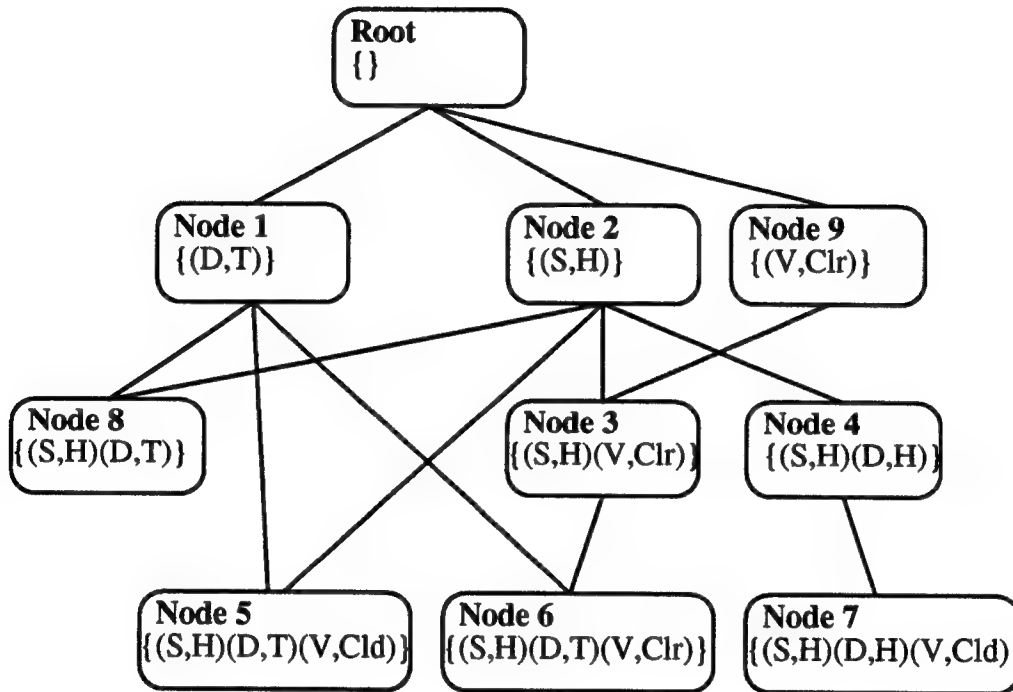 Root
{}
Node 1
{(D,T)}
Node 2
{(S,H)}
Node 9
{(V,Clr)}
Node 8
{(S,H)(D,T)}
Node 3
{(S,H)(V,Clr)}
Node 4
{(S,H)(D,H)}
Node 5
{(S,H)(D,T)(V,Cld)}
Node 6
{(S,H)(D,T)(V,Clr)}
Node 7
{(S,H)(D,H)(V,Cld)